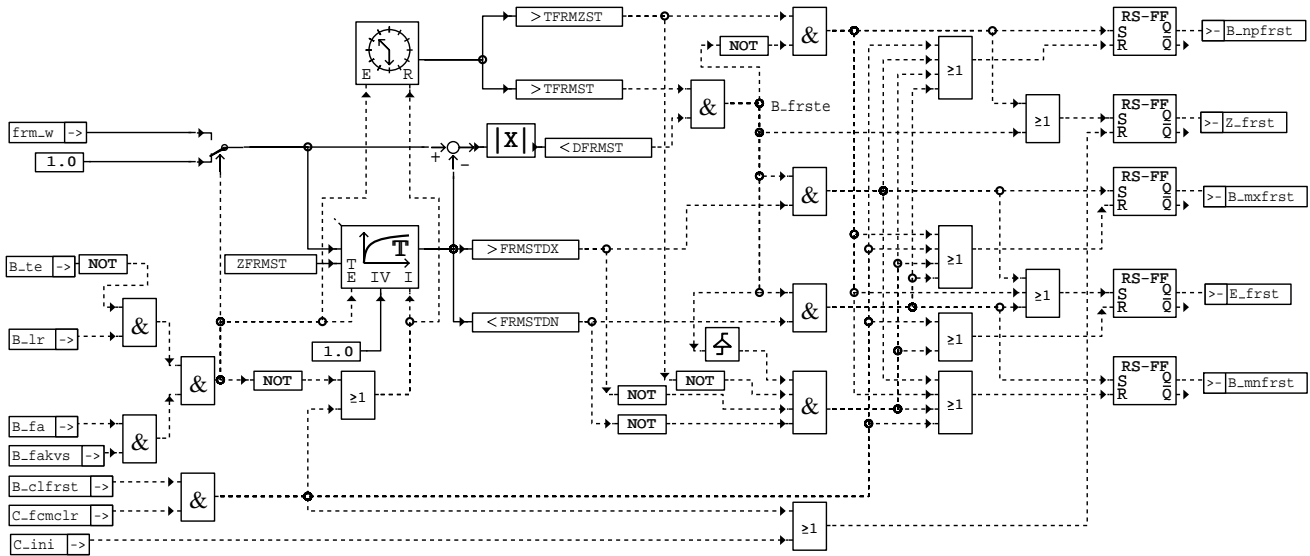 >TFRMZST
&
RS-FF
S
Q
R
Q̅
>-
B_npfrst
NOT
≥1
E
R
>TFRMST
&
B_frste
≥1
RS-FF
S
Q
R
Q̅
>-
Z_frst
frm_w
->
1.0
+
−
|X|
<DFRMST
&
RS-FF
S
Q
R
Q̅
>-
B_mxfrst
ZFRMST
T
T
E
IV
I
>FRMSTDX
≥1
B_te
->
NOT
&
&
≥1
RS-FF
S
Q
R
Q̅
>-
E_frst
B_lr
->
<FRMSTDN
≥1
1.0
&
NOT
≥1
NOT
NOT
NOT
&
≥1
RS-FF
S
Q
R
Q̅
>-
B_mnfrst
B_fa
->
&
B_fakvs
->
B_clfrst
->
&
C_fcmclr
->
≥1
C_ini
->